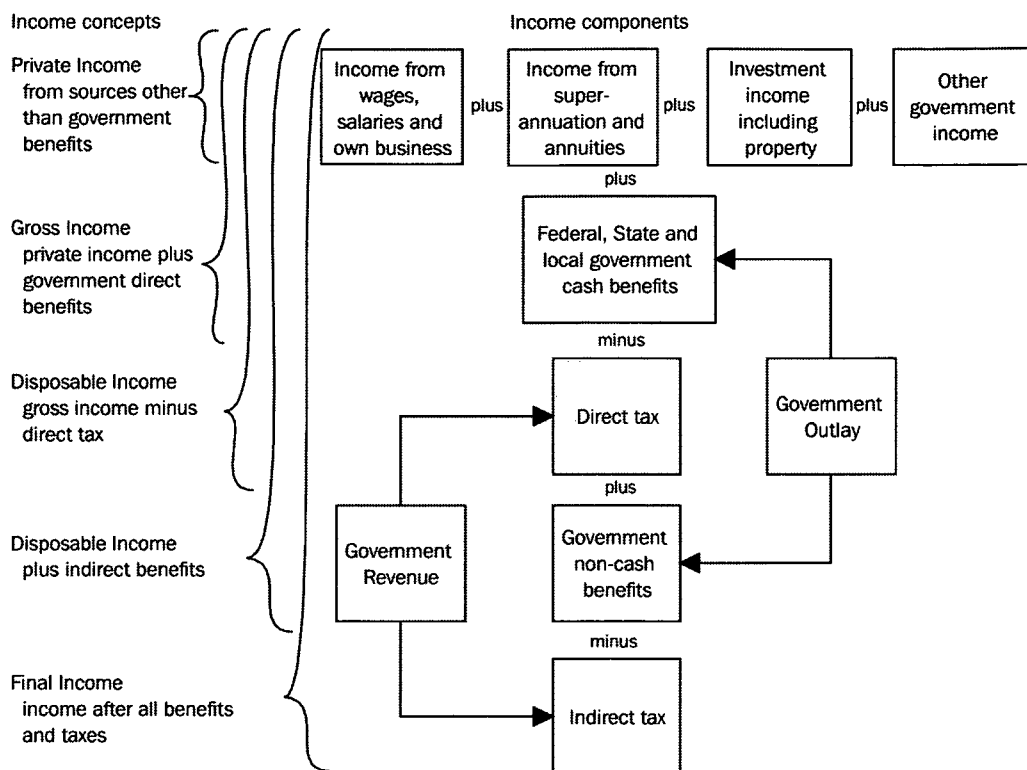 Income concepts
Income components
Private Income
from sources other
than government
benefits
Income from
wages,
salaries and
own business
plus
Income from
super-
annuation and
annuities
plus
Investment
income
including
property
plus
Other
government
income
plus
Gross Income
private income plus
government direct
benefits
Federal, State and
local government
cash benefits
minus
Disposable Income
gross income minus
direct tax
Direct tax
Government
Outlay
plus
Disposable Income
plus indirect benefits
Government
Revenue
Government
non-cash
benefits
minus
Final Income
income after all benefits
and taxes
Indirect tax